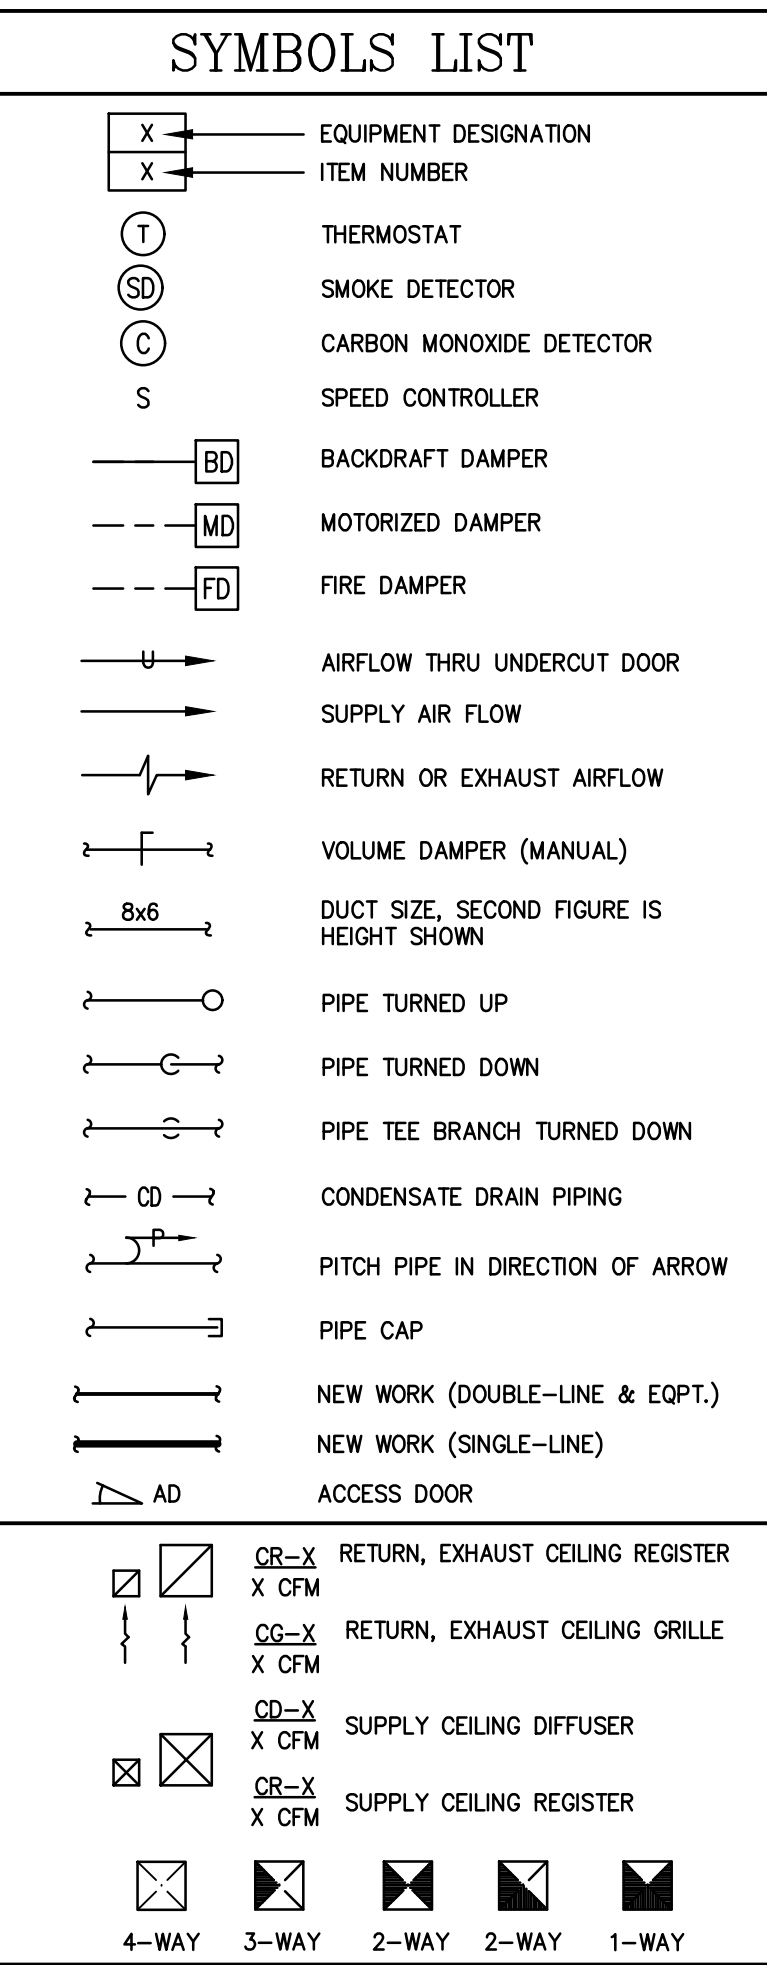 SYMBOLS LIST
X EQUIPMENT DESIGNATION
X ITEM NUMBER
T THERMOSTAT
SD SMOKE DETECTOR
C CARBON MONOXIDE DETECTOR
S SPEED CONTROLLER
BD BACKDRAFT DAMPER
MD MOTORIZED DAMPER
FD FIRE DAMPER
U AIRFLOW THRU UNDERCUT DOOR
SUPPLY AIR FLOW
RETURN OR EXHAUST AIRFLOW
VOLUME DAMPER (MANUAL)
8x6 DUCT SIZE, SECOND FIGURE IS
HEIGHT SHOWN
PIPE TURNED UP
PIPE TURNED DOWN
PIPE TEE BRANCH TURNED DOWN
CD CONDENSATE DRAIN PIPING
P PITCH PIPE IN DIRECTION OF ARROW
PIPE CAP
NEW WORK (DOUBLE-LINE & EQPT.)
NEW WORK (SINGLE-LINE)
AD ACCESS DOOR
CR-X RETURN, EXHAUST CEILING REGISTER
X CFM
CG-X RETURN, EXHAUST CEILING GRILLE
X CFM
CD-X SUPPLY CEILING DIFFUSER
X CFM
CR-X SUPPLY CEILING REGISTER
X CFM
4-WAY 3-WAY 2-WAY 2-WAY 1-WAY